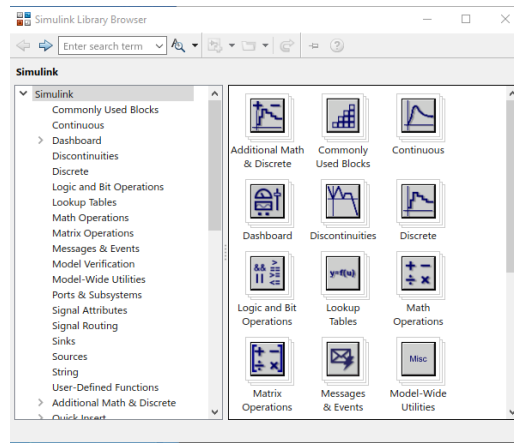 Simulink Library Browser
Enter search term
Simulink
Simulink
Commonly Used Blocks
Continuous
Dashboard
Discontinuities
Discrete
Logic and Bit Operations
Lookup Tables
Math Operations
Matrix Operations
Messages & Events
Model Verification
Model-Wide Utilities
Ports & Subsystems
Signal Attributes
Signal Routing
Sinks
Sources
String
User-Defined Functions
Additional Math & Discrete
Quick Insert
Additional Math
& Discrete
Commonly
Used Blocks
Continuous
Dashboard
Discontinuities
Discrete
&& >
|| ==
>=
<=
Logic and Bit
Operations
y=f(u)
Lookup
Tables
+ −
÷ ×
Math
Operations
+ −
÷ ×
Matrix
Operations
Messages
& Events
Misc
Model-Wide
Utilities